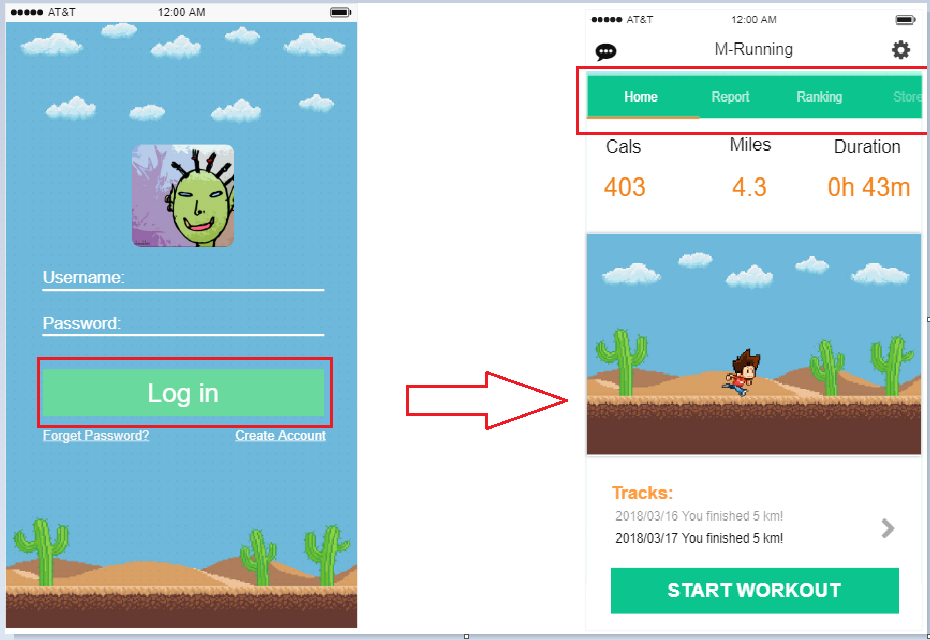 AT&T 12:00 AM
Username:
Password:
Log in
Forget Password? Create Account
AT&T 12:00 AM
M-Running
Home Report Ranking Store
Cals Miles Duration
403 4.3 0h 43m
Tracks:
2018/03/16 You finished 5 km!
2018/03/17 You finished 5 km!
START WORKOUT